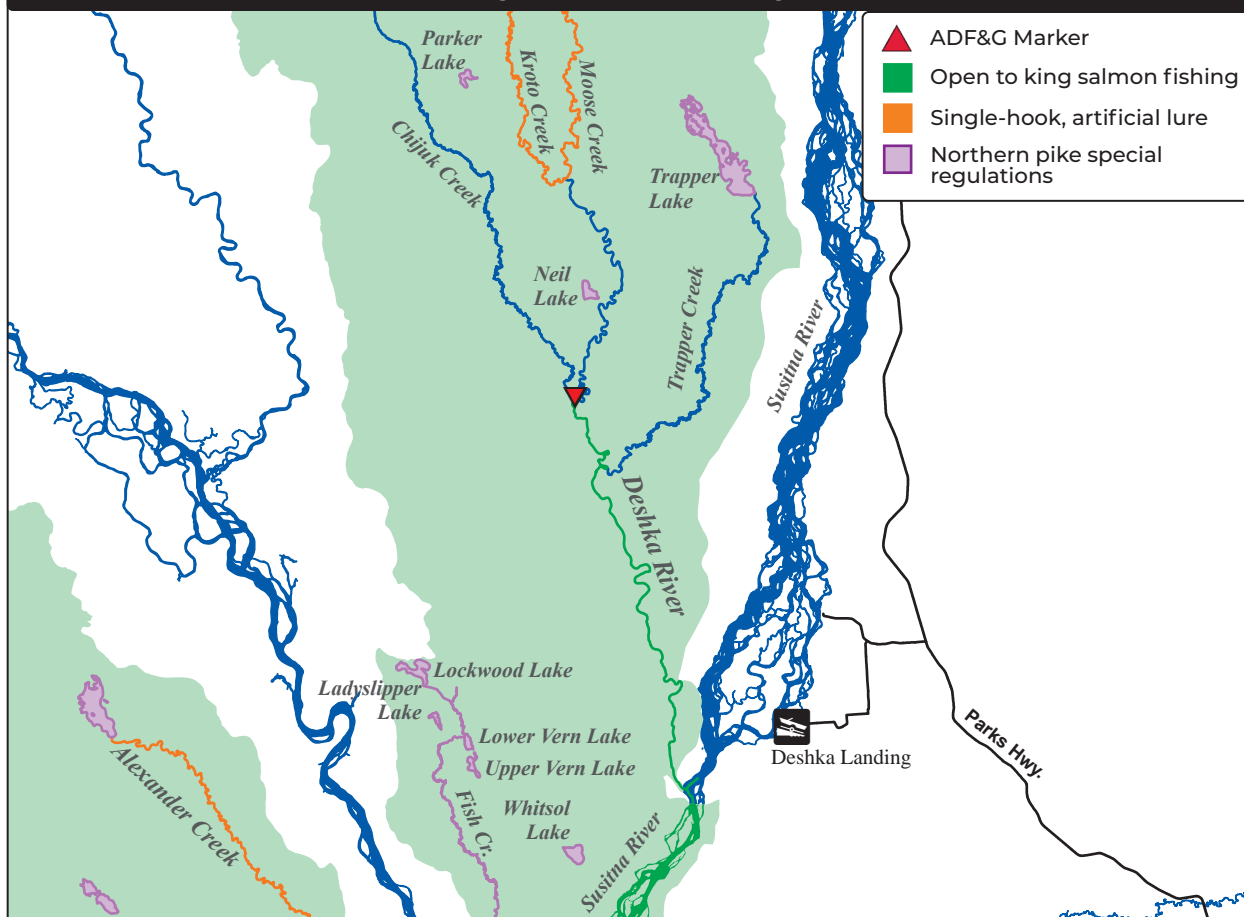 ADF&G Marker
Open to king salmon fishing
Single-hook, artificial lure
Northern pike special
regulations
Parker
Lake
Kroto Creek
Moose Creek
Chijuk Creek
Trapper
Lake
Neil
Lake
Trapper Creek
Susitna River
Deshka River
Lockwood Lake
Ladyslipper
Lake
Lower Vern Lake
Upper Vern Lake
Deshka Landing
Parks Hwy.
Alexander Creek
Fish Cr.
Whitsol
Lake
Susitna River